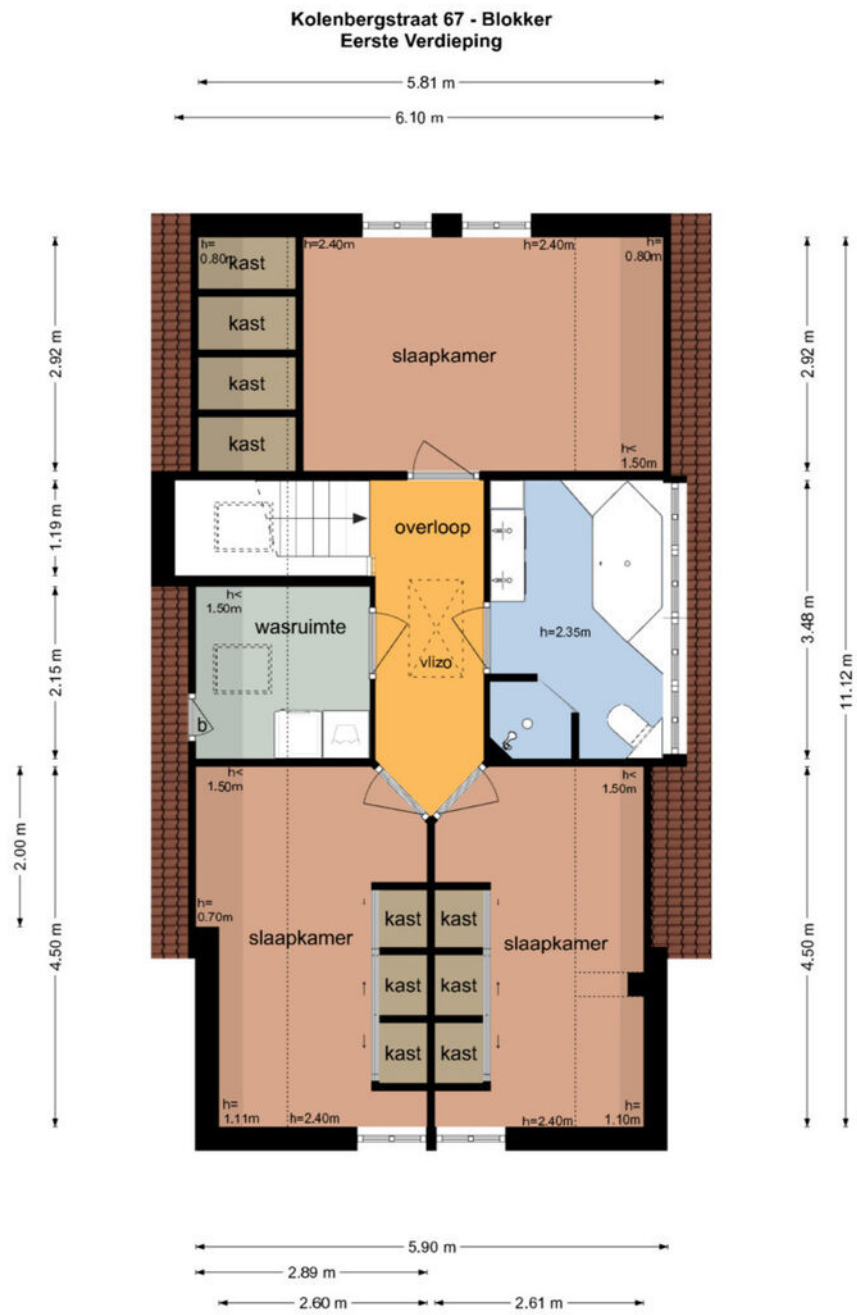 Kolenbergstraat 67 - Blokker
Eerste Verdieping
5.81 m
6.10 m
h=
0.80m
kast
h=2.40m
h=2.40m
h=
0.80m
kast
kast
kast
slaapkamer
h<
1.50m
2.92 m
2.92 m
1.19 m
overloop
h<
1.50m
wasruimte
vlizo
h=2.35m
b
2.15 m
3.48 m
11.12 m
h<
1.50m
h<
1.50m
2.00 m
h=
0.70m
slaapkamer
kast
kast
slaapkamer
kast
kast
kast
kast
4.50 m
4.50 m
h=
1.11m
h=2.40m
h=2.40m
h=
1.10m
5.90 m
2.89 m
2.60 m
2.61 m